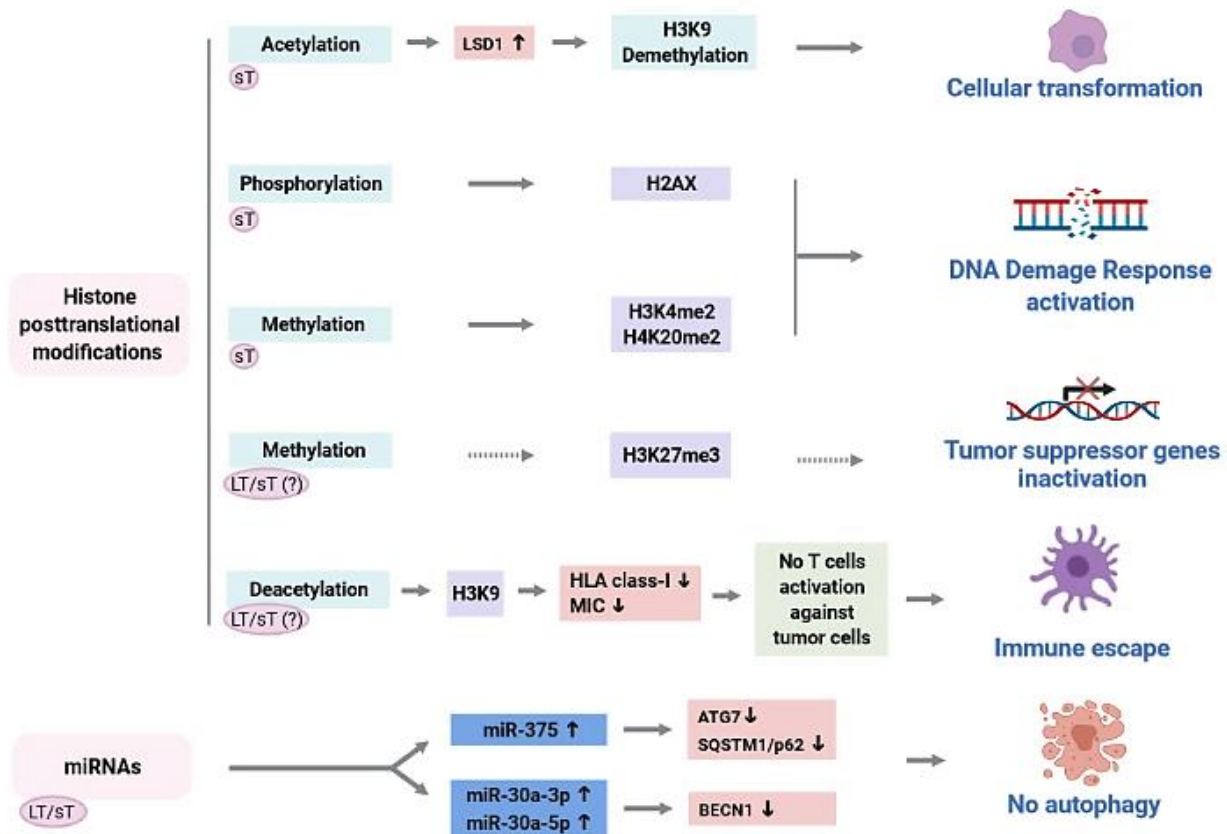 Histone
posttranslational
modifications
Acetylation
sT
LSD1 ↑
H3K9
Demethylation
Cellular transformation
Phosphorylation
sT
H2AX
Methylation
sT
H3K4me2
H4K20me2
DNA Demage Response
activation
Methylation
LT/sT (?)
H3K27me3
Tumor suppressor genes
inactivation
Deacetylation
LT/sT (?)
H3K9
HLA class-I ↓
MIC ↓
No T cells
activation
against
tumor cells
Immune escape
miRNAs
LT/sT
miR-375 ↑
ATG7 ↓
SQSTM1/p62 ↓
miR-30a-3p ↑
miR-30a-5p ↑
BECN1 ↓
No autophagy